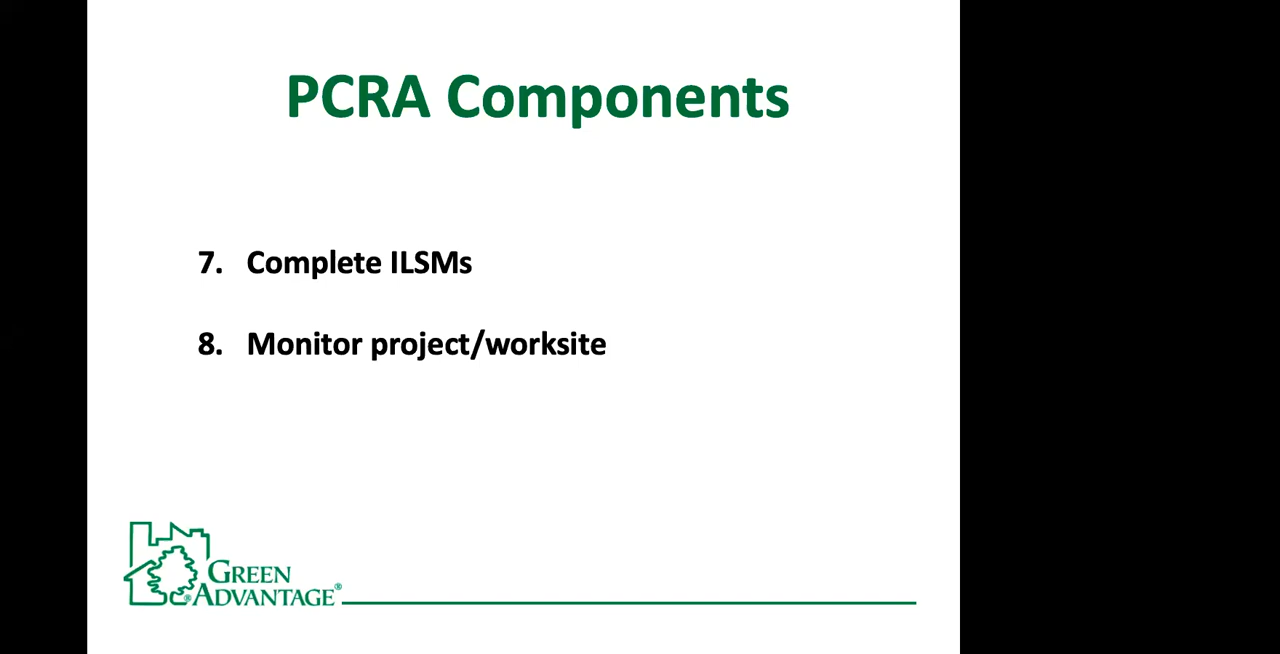 PCRA Components
7. Complete ILSMs
8. Monitor project/worksite
GREEN
®ADVANTAGE®